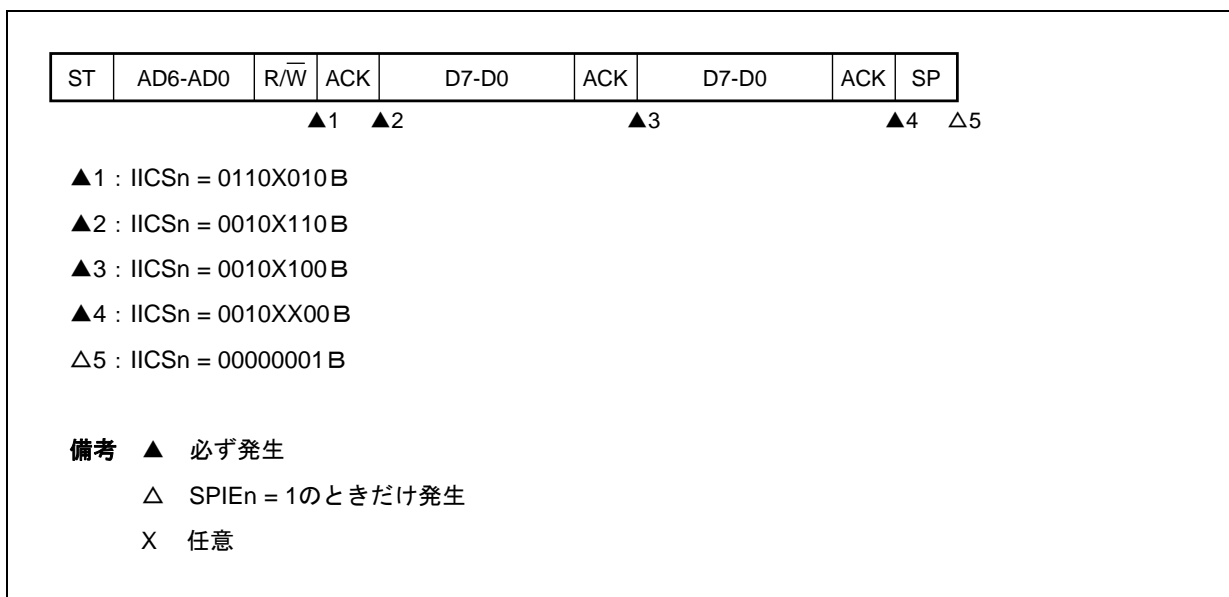 ST AD6-AD0 R/W̅ ACK D7-D0 ACK D7-D0 ACK SP
▲1 ▲2 ▲3 ▲4 △5
▲1：IICSn = 0110X010B
▲2：IICSn = 0010X110B
▲3：IICSn = 0010X100B
▲4：IICSn = 0010XX00B
△5：IICSn = 00000001B
備考 ▲ 必ず発生
△ SPIEn = 1のときだけ発生
X 任意